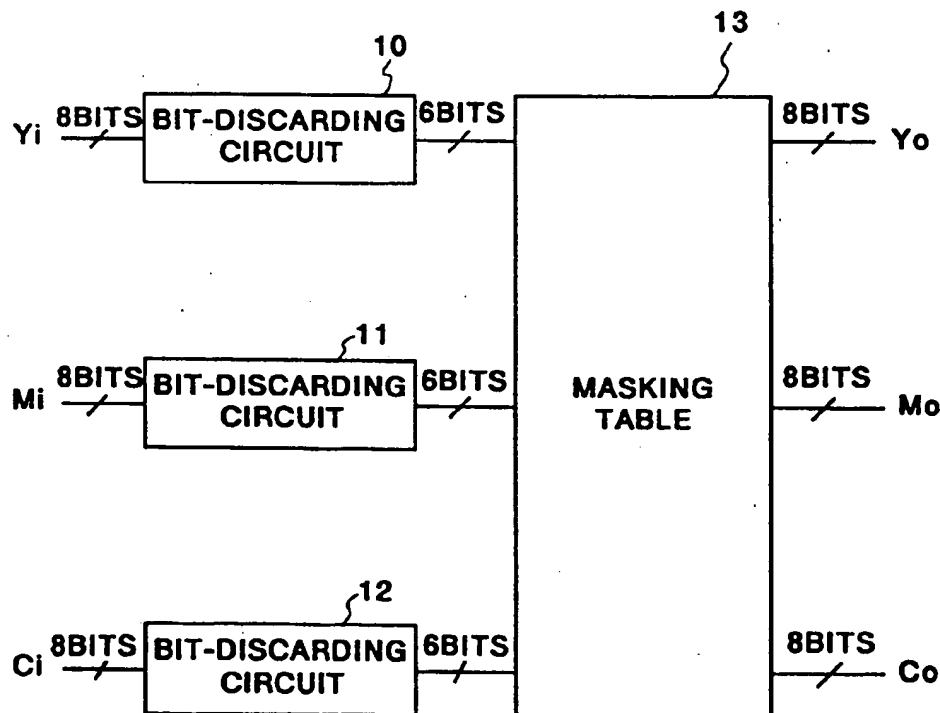 10
13
Yi
8BITS
BIT-DISCARDING
CIRCUIT
6BITS
8BITS
Yo
11
Mi
8BITS
BIT-DISCARDING
CIRCUIT
6BITS
MASKING
TABLE
8BITS
Mo
12
Ci
8BITS
BIT-DISCARDING
CIRCUIT
6BITS
8BITS
Co